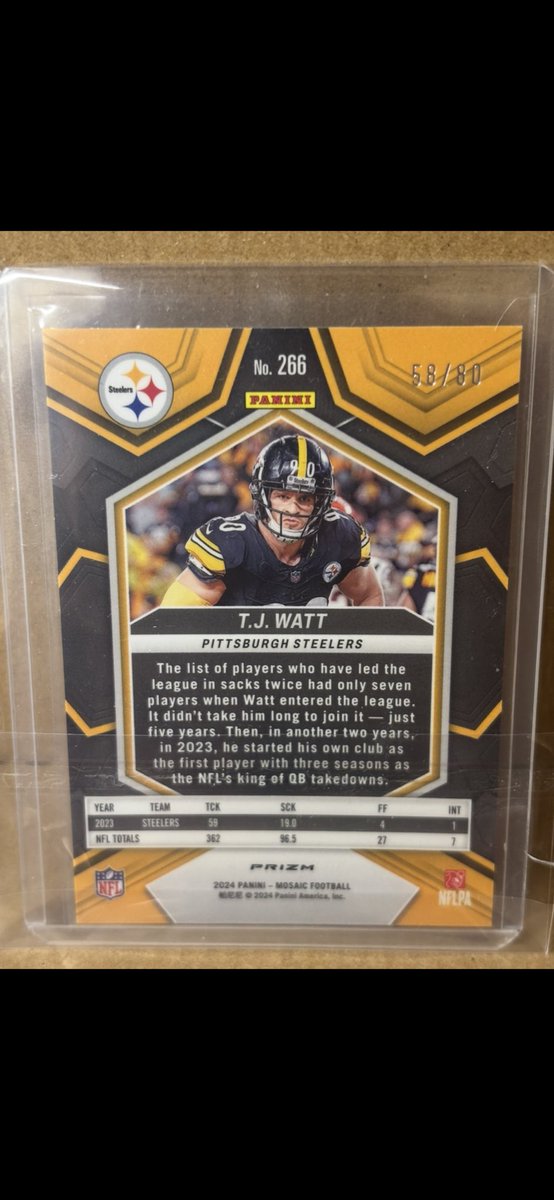 No. 266
58/80
Steelers
PANINI
90
Steelers
90
T.J. WATT
PITTSBURGH STEELERS
The list of players who have led the
league in sacks twice had only seven
players when Watt entered the league.
It didn't take him long to join it — just
five years. Then, in another two years,
in 2023, he started his own club as
the first player with three seasons as
the NFL's king of QB takedowns.
YEAR TEAM TCK SCK FF INT
2023 STEELERS 59 19.0 4 1
NFL TOTALS 362 96.5 27 7
PRIZM
NFL
2024 PANINI – MOSAIC FOOTBALL
© 2024 Panini America, Inc.
NFLPA